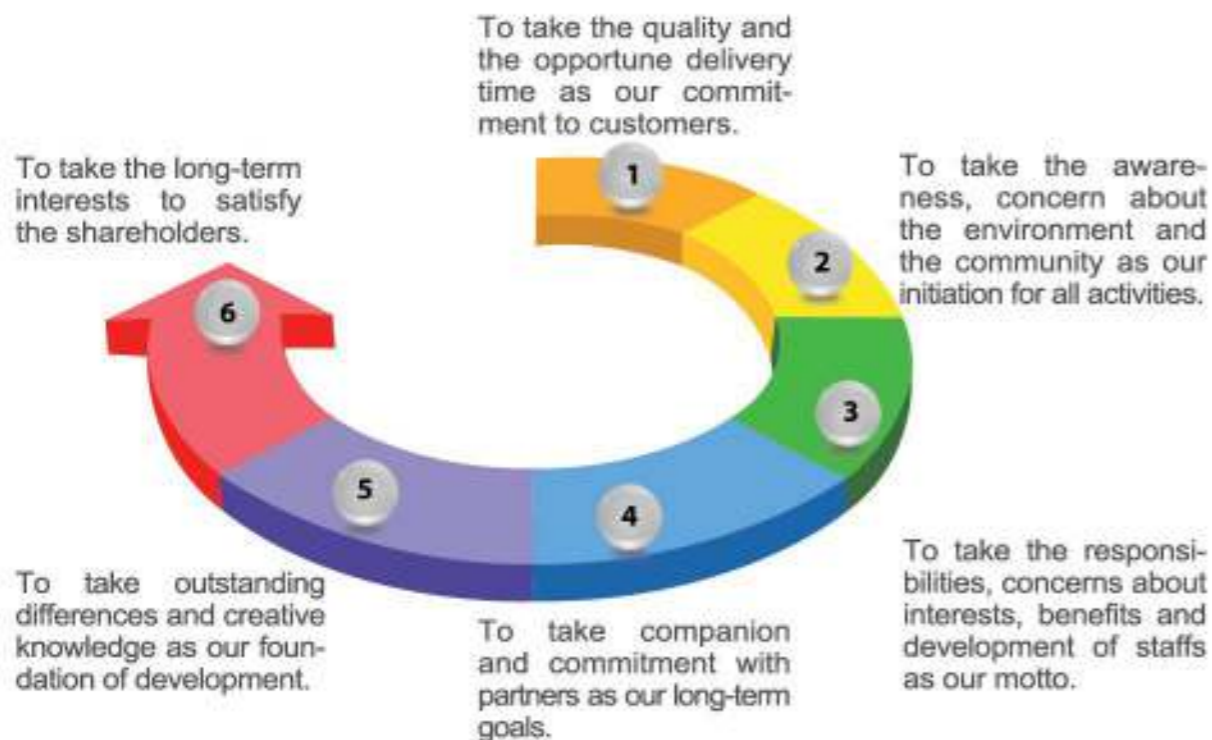 To take the quality and
the opportune delivery
time as our commit-
ment to customers.
1
To take the aware-
ness, concern about
the environment and
the community as our
initiation for all activities.
2
To take the responsi-
bilities, concerns about
interests, benefits and
development of staffs
as our motto.
3
To take companion
and commitment with
partners as our long-term
goals.
4
To take outstanding
differences and creative
knowledge as our foun-
dation of development.
5
To take the long-term
interests to satisfy
the shareholders.
6